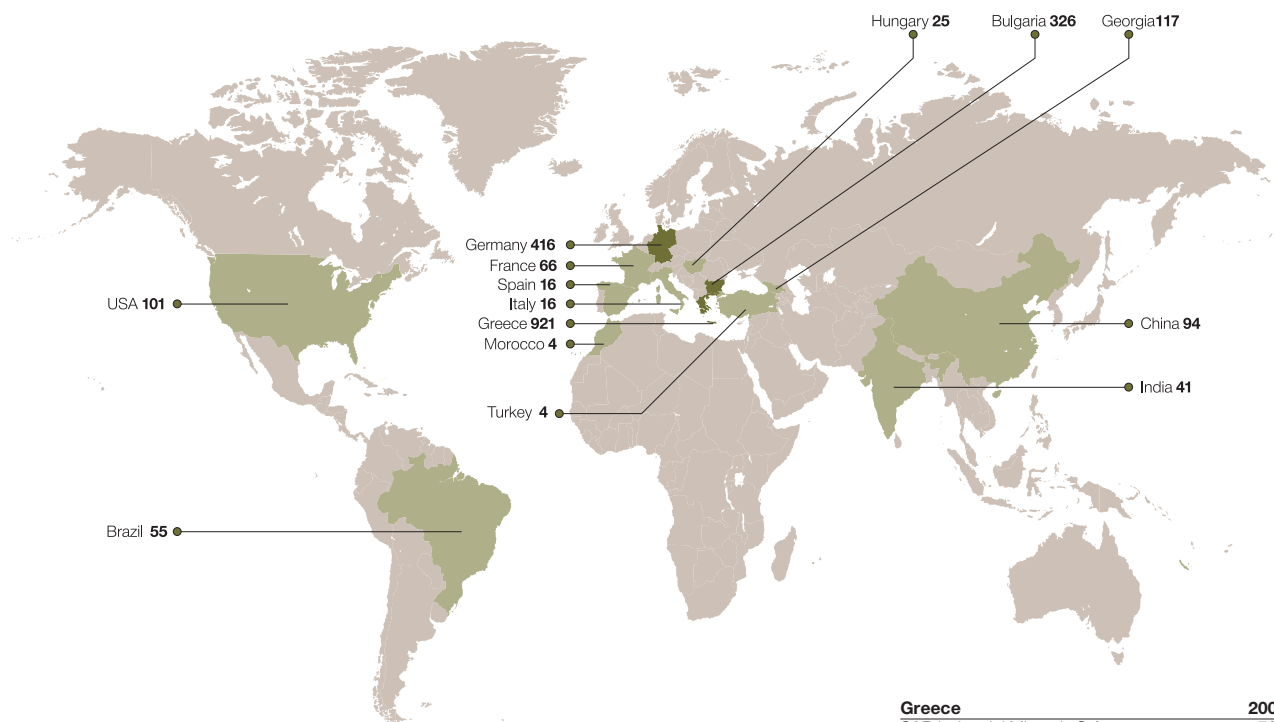 Hungary 25
Bulgaria 326
Georgia117
Germany 416
France 66
Spain 16
USA 101
Italy 16
Greece 921
China 94
Morocco 4
India 41
Turkey 4
Brazil 55
Greece 200